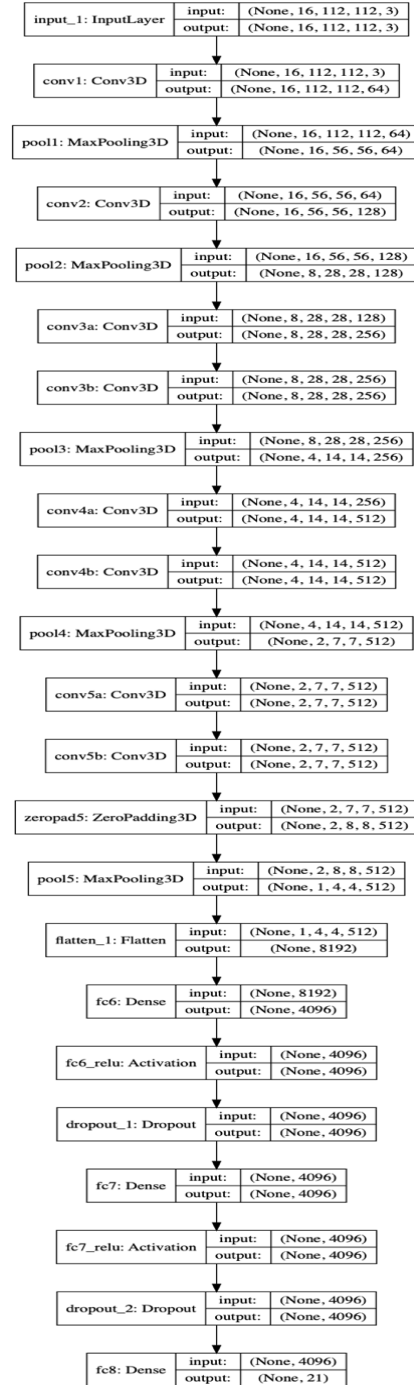 input_1: InputLayer
input: (None, 16, 112, 112, 3)
output: (None, 16, 112, 112, 3)
conv1: Conv3D
input: (None, 16, 112, 112, 3)
output: (None, 16, 112, 112, 64)
pool1: MaxPooling3D
input: (None, 16, 112, 112, 64)
output: (None, 16, 56, 56, 64)
conv2: Conv3D
input: (None, 16, 56, 56, 64)
output: (None, 16, 56, 56, 128)
pool2: MaxPooling3D
input: (None, 16, 56, 56, 128)
output: (None, 8, 28, 28, 128)
conv3a: Conv3D
input: (None, 8, 28, 28, 128)
output: (None, 8, 28, 28, 256)
conv3b: Conv3D
input: (None, 8, 28, 28, 256)
output: (None, 8, 28, 28, 256)
pool3: MaxPooling3D
input: (None, 8, 28, 28, 256)
output: (None, 4, 14, 14, 256)
conv4a: Conv3D
input: (None, 4, 14, 14, 256)
output: (None, 4, 14, 14, 512)
conv4b: Conv3D
input: (None, 4, 14, 14, 512)
output: (None, 4, 14, 14, 512)
pool4: MaxPooling3D
input: (None, 4, 14, 14, 512)
output: (None, 2, 7, 7, 512)
conv5a: Conv3D
input: (None, 2, 7, 7, 512)
output: (None, 2, 7, 7, 512)
conv5b: Conv3D
input: (None, 2, 7, 7, 512)
output: (None, 2, 7, 7, 512)
zeropad5: ZeroPadding3D
input: (None, 2, 7, 7, 512)
output: (None, 2, 8, 8, 512)
pool5: MaxPooling3D
input: (None, 2, 8, 8, 512)
output: (None, 1, 4, 4, 512)
flatten_1: Flatten
input: (None, 1, 4, 4, 512)
output: (None, 8192)
fc6: Dense
input: (None, 8192)
output: (None, 4096)
fc6_relu: Activation
input: (None, 4096)
output: (None, 4096)
dropout_1: Dropout
input: (None, 4096)
output: (None, 4096)
fc7: Dense
input: (None, 4096)
output: (None, 4096)
fc7_relu: Activation
input: (None, 4096)
output: (None, 4096)
dropout_2: Dropout
input: (None, 4096)
output: (None, 4096)
fc8: Dense
input: (None, 4096)
output: (None, 21)